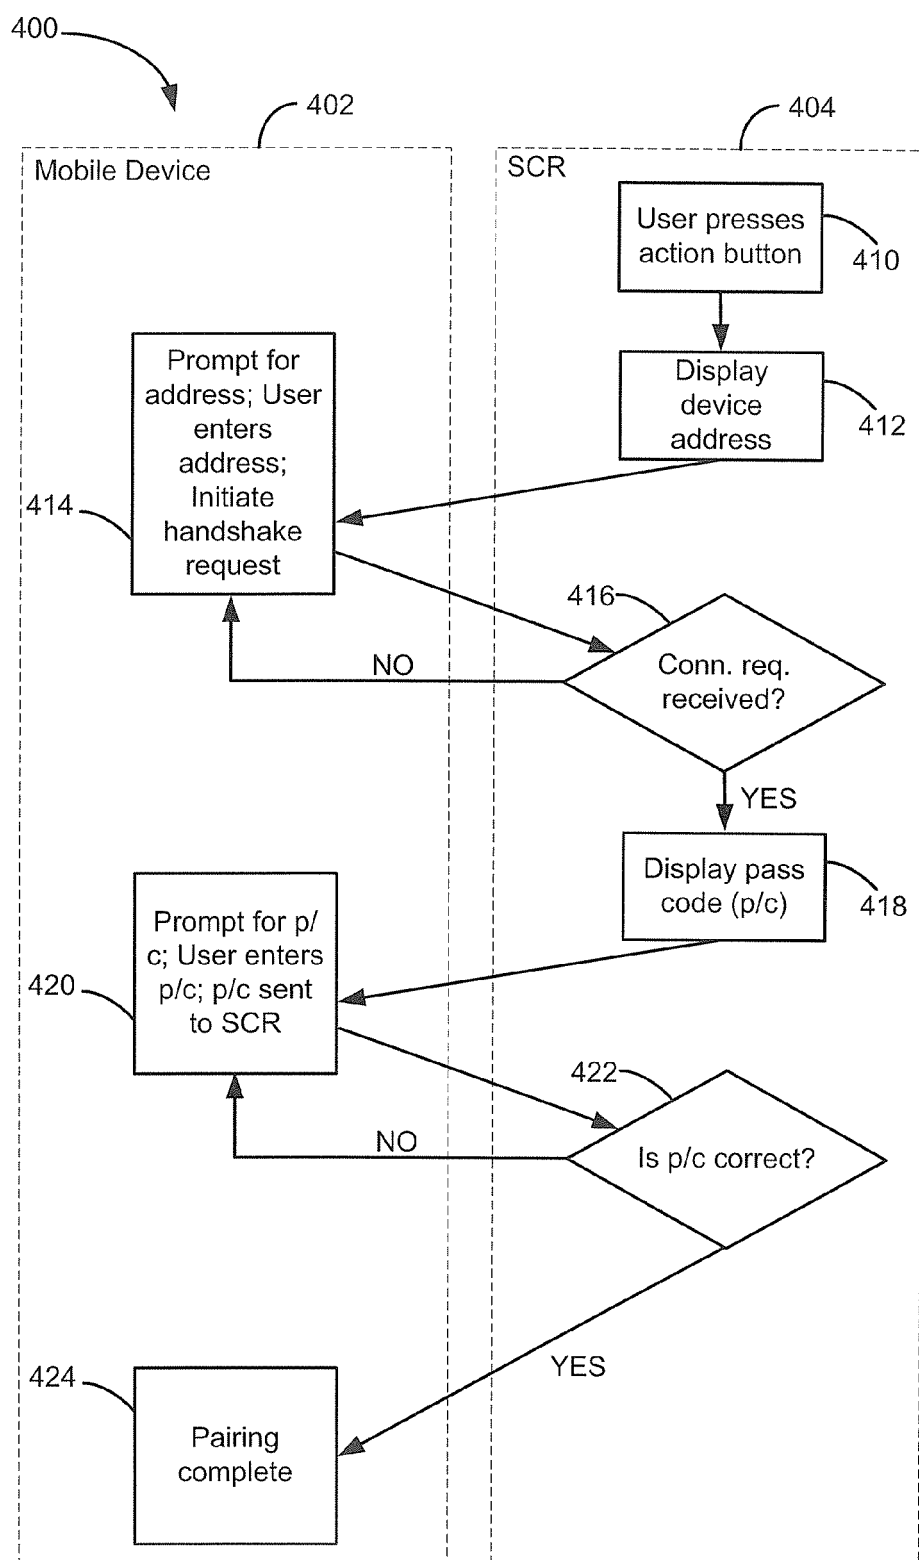 400
402
404
Mobile Device
SCR
User presses
action button
410
Display
device
address
412
Prompt for
address; User
enters
address;
Initiate
handshake
request
414
416
Conn. req.
received?
NO
YES
Display pass
code (p/c)
418
Prompt for p/
c; User enters
p/c; p/c sent
to SCR
420
422
Is p/c correct?
NO
YES
424
Pairing
complete